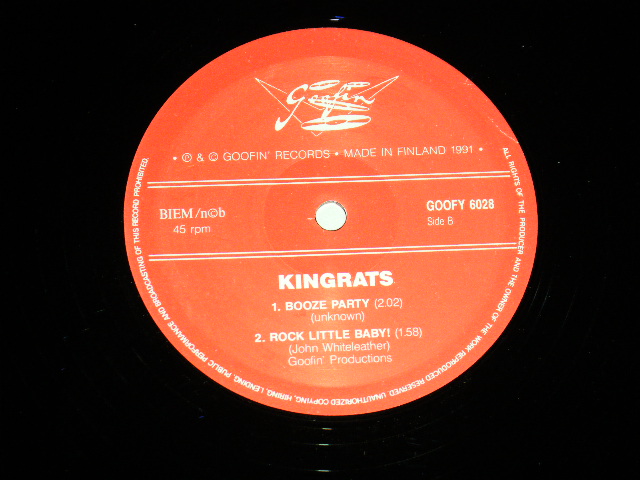 Goofin'
• ℗ & © GOOFIN' RECORDS • MADE IN FINLAND 1991 •
BIEM/n©b
45 rpm
GOOFY 6028
Side B
KINGRATS
1. BOOZE PARTY (2.02)
(unknown)
2. ROCK LITTLE BABY! (1.58)
(John Whiteleather)
Goofin' Productions
ALL RIGHTS OF THE PRODUCER AND THE OWNER OF THE WORK REPRODUCED RESERVED. UNAUTHORIZED COPYING, HIRING, LENDING, PUBLIC PERFORMANCE AND BROADCASTING OF THIS RECORD PROHIBITED.